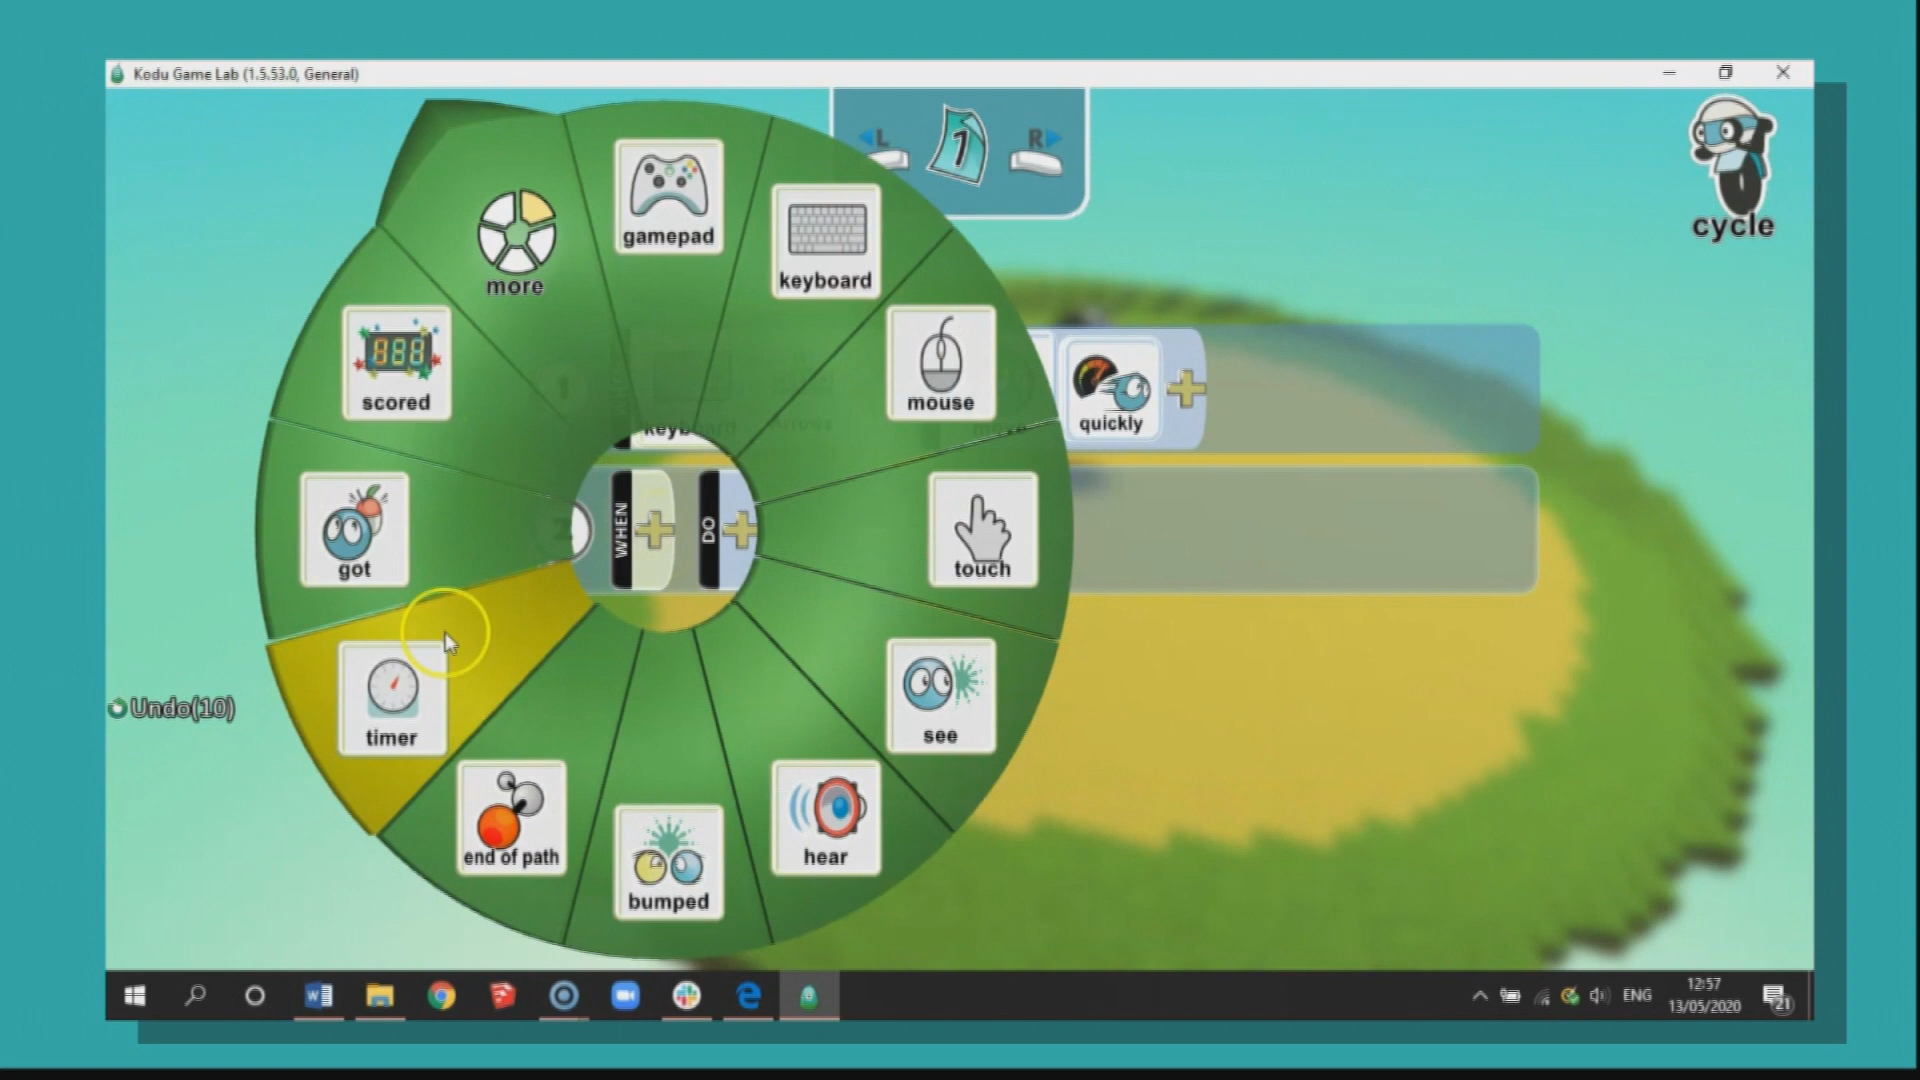 Kodu Game Lab (1.5.53.0, General)
L
1
R
cycle
gamepad
keyboard
mouse
touch
see
hear
bumped
end of path
timer
got
scored
more
quickly
WHEN
DO
2
Undo(10)
ENG
12:57
13/05/2020
21